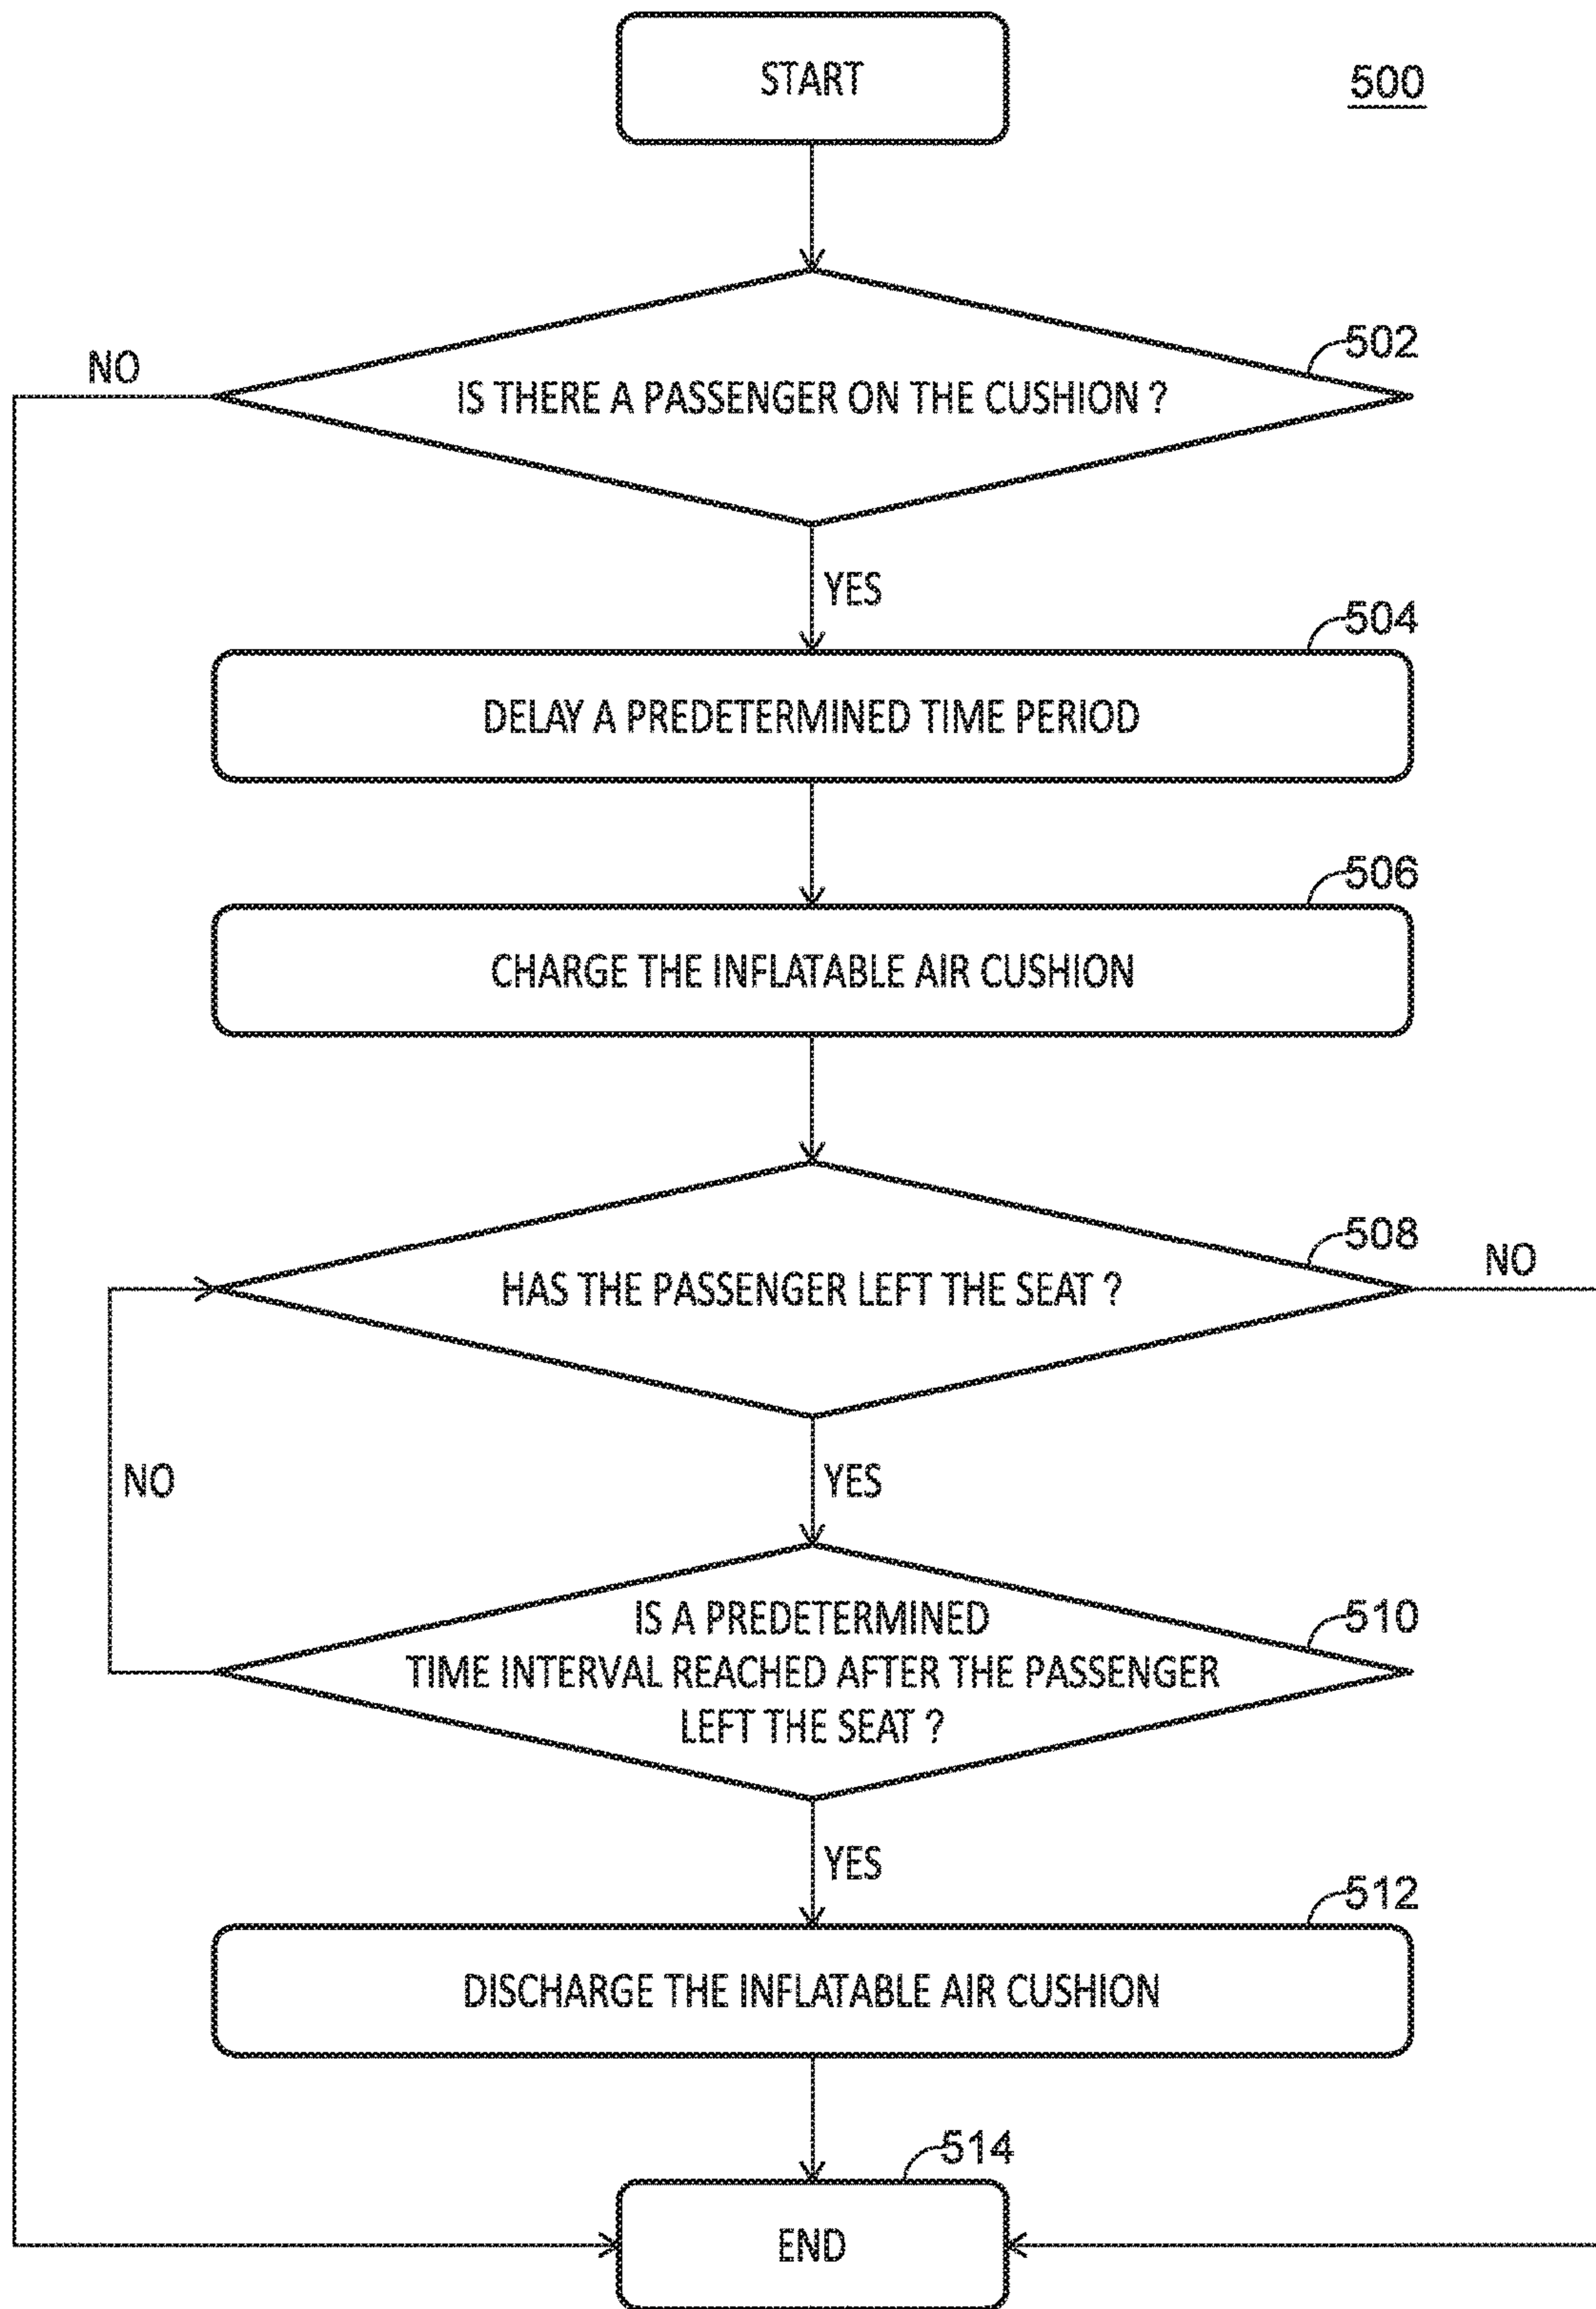 START
500
502
NO
IS THERE A PASSENGER ON THE CUSHION ?
YES
504
DELAY A PREDETERMINED TIME PERIOD
506
CHARGE THE INFLATABLE AIR CUSHION
508
NO
HAS THE PASSENGER LEFT THE SEAT ?
NO
YES
IS A PREDETERMINED
510
TIME INTERVAL REACHED AFTER THE PASSENGER
LEFT THE SEAT ?
YES
512
DISCHARGE THE INFLATABLE AIR CUSHION
514
END